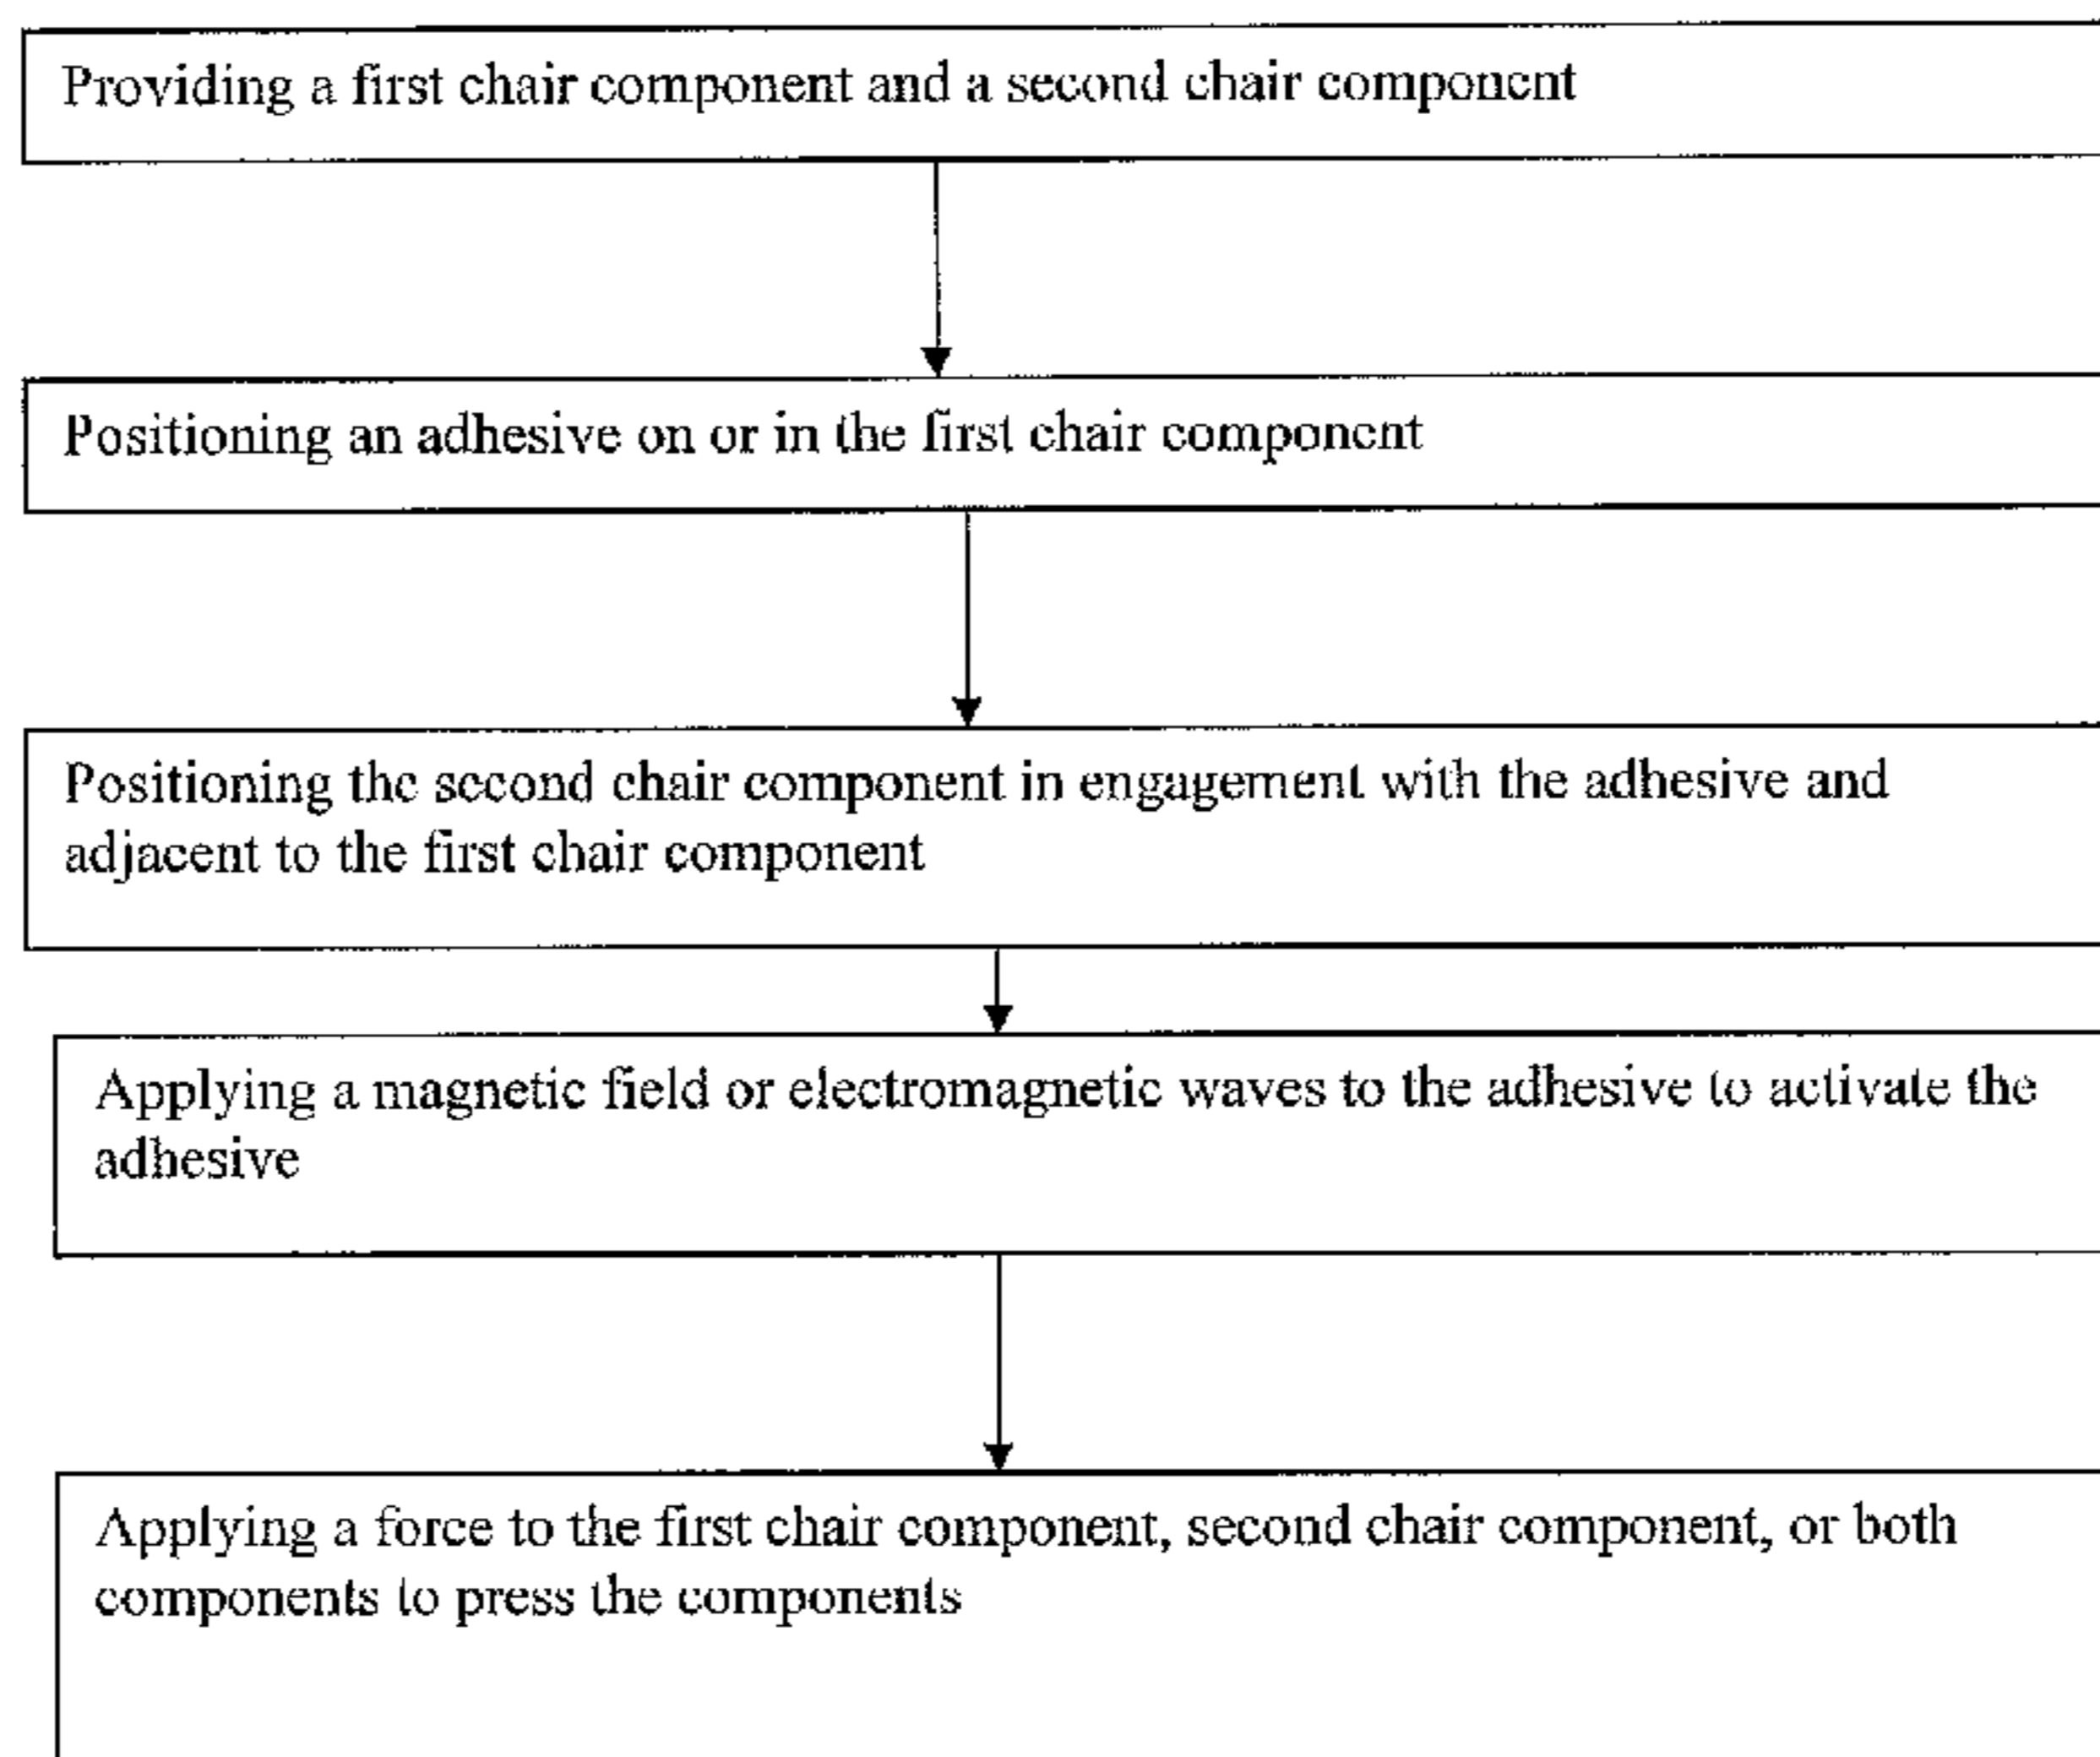 Providing a first chair component and a second chair component
Positioning an adhesive on or in the first chair component
Positioning the second chair component in engagement with the adhesive and
adjacent to the first chair component
Applying a magnetic field or electromagnetic waves to the adhesive to activate the
adhesive
Applying a force to the first chair component, second chair component, or both
components to press the components